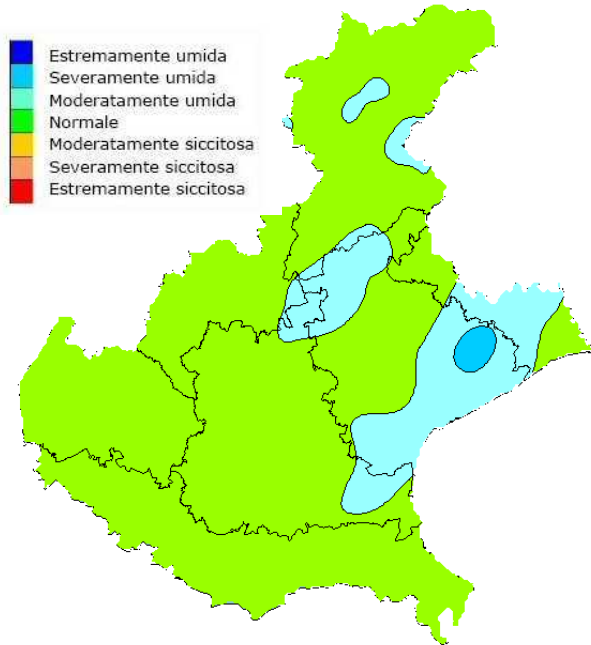 Estremamente umida
Severamente umida
Moderatamente umida
Normale
Moderatamente siccitosa
Severamente siccitosa
Estremamente siccitosa